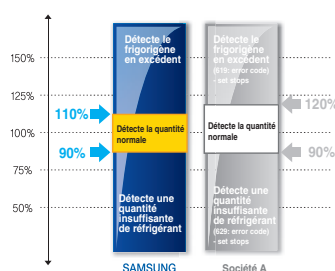 Détecte le
frigorigène
en excédent
Détecte le
frigorigène
en excédent
(619: error code)
- set stops
150%
125%
110%
120%
100%
Détecte la quantité
normale
Détecte la quantité
normale
90%
90%
75%
50%
Détecte une
quantité
insuffisante
de réfrigérant
Détecte une
quantité
insuffisante
de réfrigérant
(629: error code)
- set stops
SAMSUNG
Société A